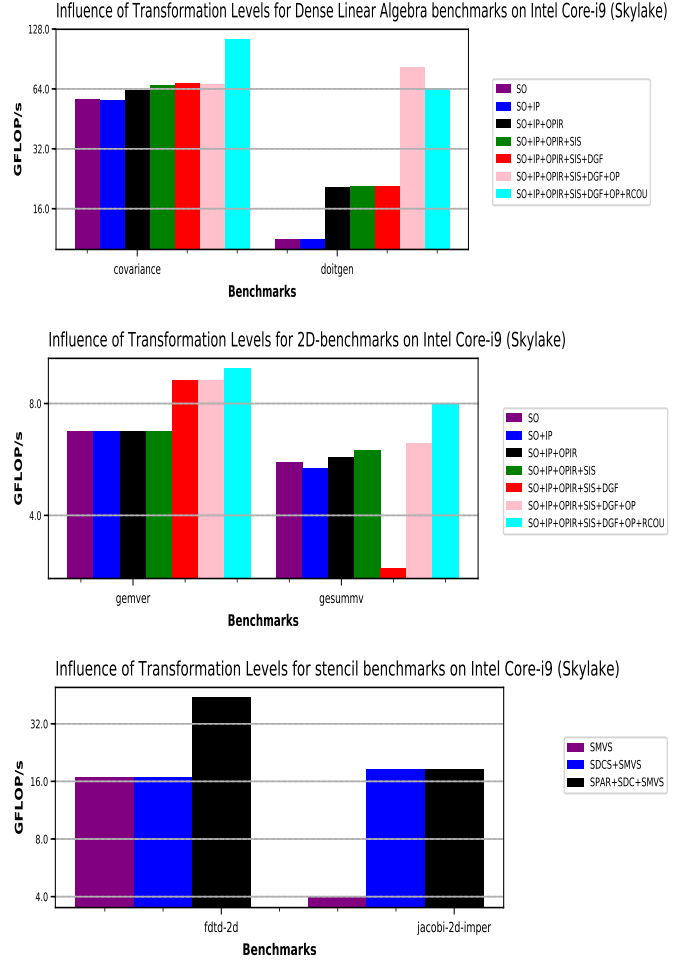 Influence of Transformation Levels for Dense Linear Algebra benchmarks on Intel Core-i9 (Skylake)
128.0
64.0
32.0
16.0
GFLOP/s
covariance
doitgen
Benchmarks
SO
SO+IP
SO+IP+OPIR
SO+IP+OPIR+SIS
SO+IP+OPIR+SIS+DGF
SO+IP+OPIR+SIS+DGF+OP
SO+IP+OPIR+SIS+DGF+OP+RCOU
Influence of Transformation Levels for 2D-benchmarks on Intel Core-i9 (Skylake)
8.0
4.0
GFLOP/s
gemver
gesummv
Benchmarks
SO
SO+IP
SO+IP+OPIR
SO+IP+OPIR+SIS
SO+IP+OPIR+SIS+DGF
SO+IP+OPIR+SIS+DGF+OP
SO+IP+OPIR+SIS+DGF+OP+RCOU
Influence of Transformation Levels for stencil benchmarks on Intel Core-i9 (Skylake)
32.0
16.0
8.0
4.0
GFLOP/s
fdtd-2d
jacobi-2d-imper
Benchmarks
SMVS
SDCS+SMVS
SPAR+SDC+SMVS